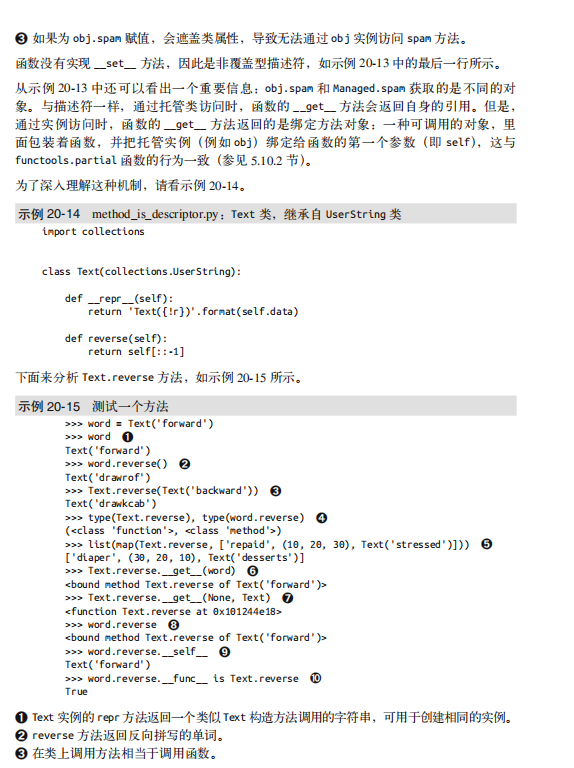 ❸ 如果为 obj.spam 赋值，会遮盖类属性，导致无法通过 obj 实例访问 spam 方法。
函数没有实现 __set__ 方法，因此是非覆盖型描述符，如示例 20-13 中的最后一行所示。
从示例 20-13 中还可以看出一个重要信息：obj.spam 和 Managed.spam 获取的是不同的对
象。与描述符一样，通过托管类访问时，函数的 __get__ 方法会返回自身的引用。但是，
通过实例访问时，函数的 __get__ 方法返回的是绑定方法对象：一种可调用的对象，里
面包装着函数，并把托管实例（例如 obj）绑定给函数的第一个参数（即 self），这与
functools.partial 函数的行为一致（参见 5.10.2 节）。
为了深入理解这种机制，请看示例 20-14。
示例 20-14 method_is_descriptor.py：Text 类，继承自 UserString 类
import collections
class Text(collections.UserString):
def __repr__(self):
return 'Text({!r})'.format(self.data)
def reverse(self):
return self[::-1]
下面来分析 Text.reverse 方法，如示例 20-15 所示。
示例 20-15 测试一个方法
>>> word = Text('forward')
>>> word ❶
Text('forward')
>>> word.reverse() ❷
Text('drawrof')
>>> Text.reverse(Text('backward')) ❸
Text('drawkcab')
>>> type(Text.reverse), type(word.reverse) ❹
(<class 'function'>, <class 'method'>)
>>> list(map(Text.reverse, ['repaid', (10, 20, 30), Text('stressed')])) ❺
['diaper', (30, 20, 10), Text('desserts')]
>>> Text.reverse.__get__(word) ❻
<bound method Text.reverse of Text('forward')>
>>> Text.reverse.__get__(None, Text) ❼
<function Text.reverse at 0x101244e18>
>>> word.reverse ❽
<bound method Text.reverse of Text('forward')>
>>> word.reverse.__self__ ❾
Text('forward')
>>> word.reverse.__func__ is Text.reverse ❿
True
❶ Text 实例的 repr 方法返回一个类似 Text 构造方法调用的字符串，可用于创建相同的实例。
❷ reverse 方法返回反向拼写的单词。
❸ 在类上调用方法相当于调用函数。